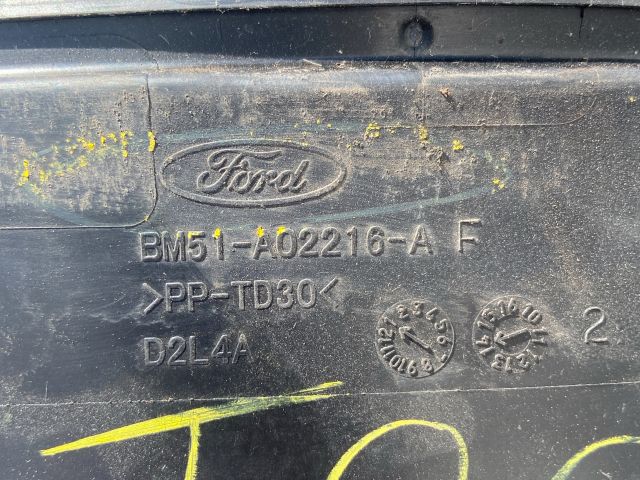 Ford
BM51-A02216-A F
>PP-TD30<
D2L4A
2